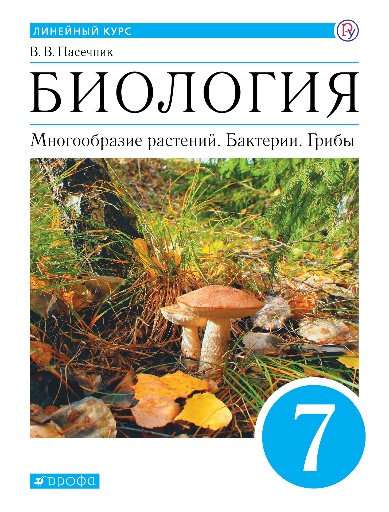 ЛИНЕЙНЫЙ КУРС
В. В. Пасечник
БИОЛОГИЯ
Многообразие растений. Бактерии. Грибы
7
дрофа